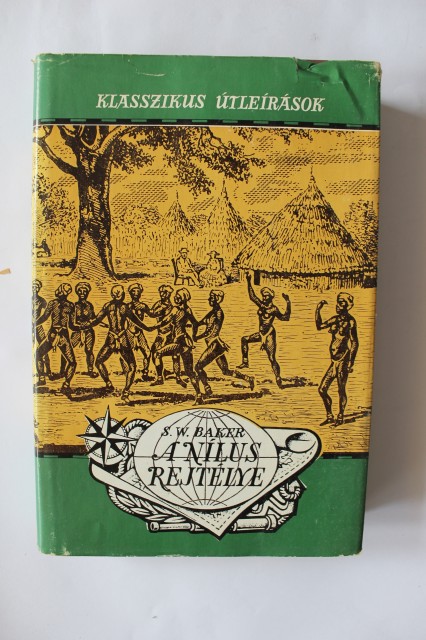 KLASSZIKUS ÚTLEÍRÁSOK
S. W. BAKER
A NÍLUS
REJTÉLYE